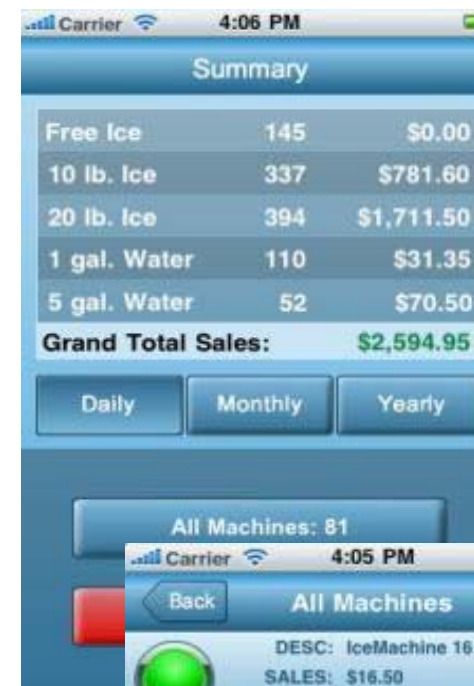 Carrier 4:06 PM
Summary
Free Ice 145 $0.00
10 lb. Ice 337 $781.60
20 lb. Ice 394 $1,711.50
1 gal. Water 110 $31.35
5 gal. Water 52 $70.50
Grand Total Sales: $2,594.95
Daily Monthly Yearly
All Machines: 81
Carrier 4:05 PM
Back All Machines
DESC: IceMachine 16
SALES: $16.50